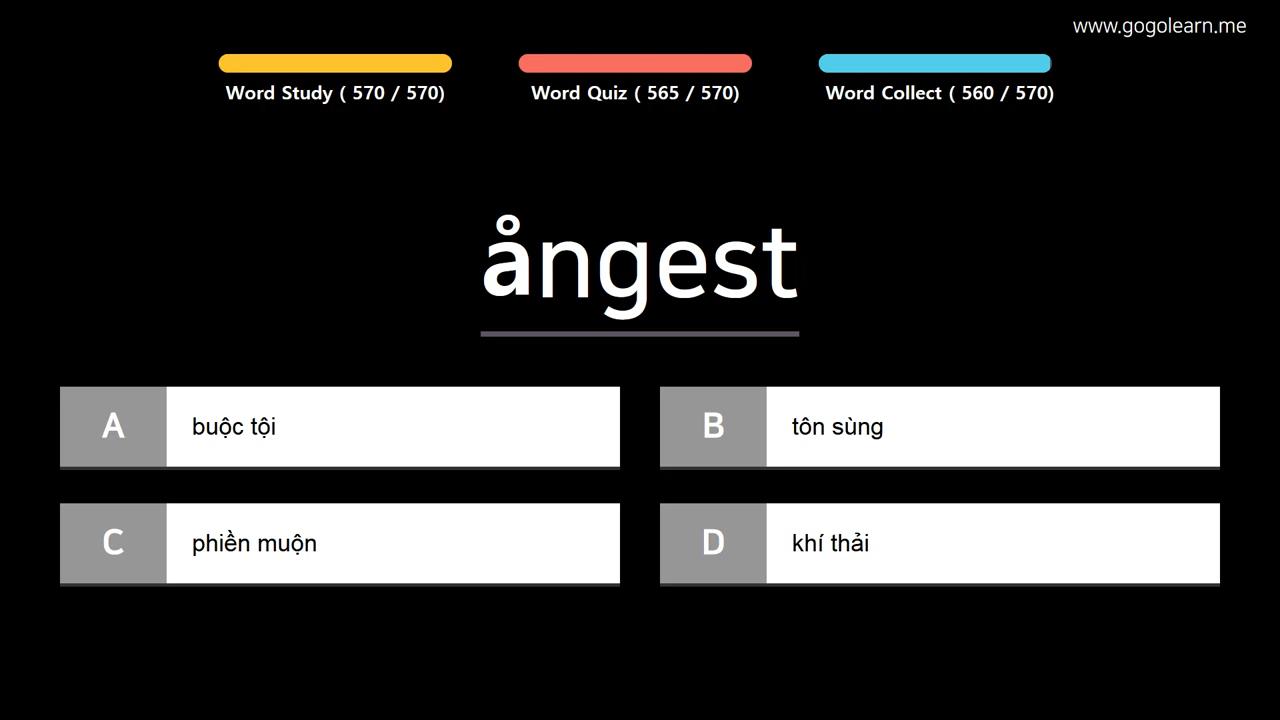 www.gogolearn.me
Word Study ( 570 / 570)
Word Quiz ( 565 / 570)
Word Collect ( 560 / 570)
ångest
A
buộc tội
B
tôn sùng
C
phiền muộn
D
khí thải